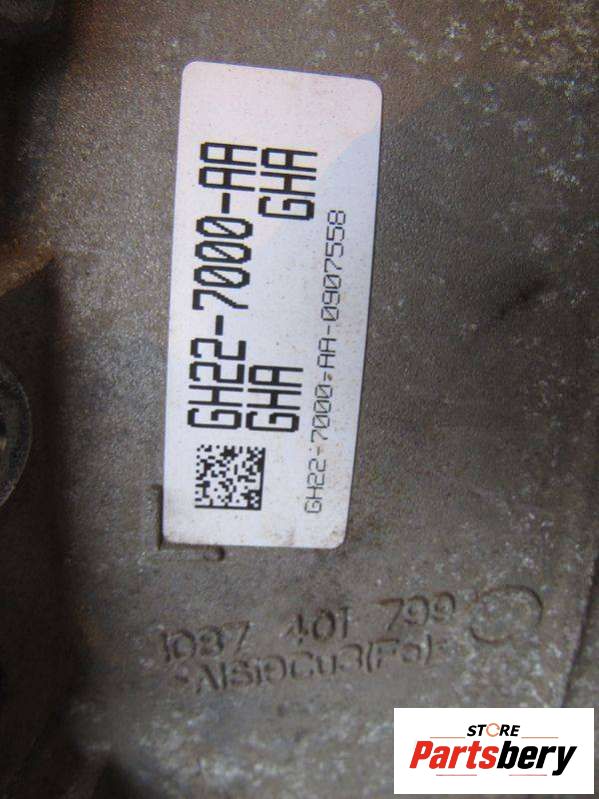 GH22-7000-AA
GHA GHA
GH22-7000-AA-0907558
1087 401 799
AlSi9Cu3(Fe)
STORE
Partsbery